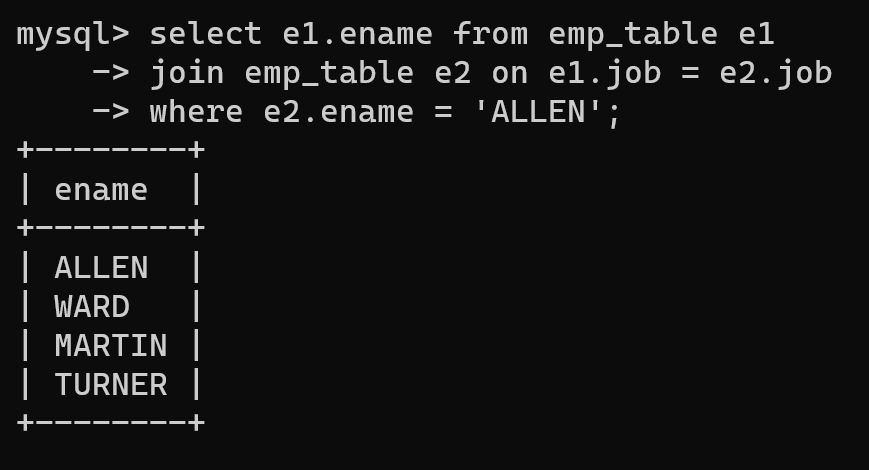 mysql> select e1.ename from emp_table e1
    -> join emp_table e2 on e1.job = e2.job
    -> where e2.ename = 'ALLEN';
+--------+
| ename  |
+--------+
| ALLEN  |
| WARD   |
| MARTIN |
| TURNER |
+--------+